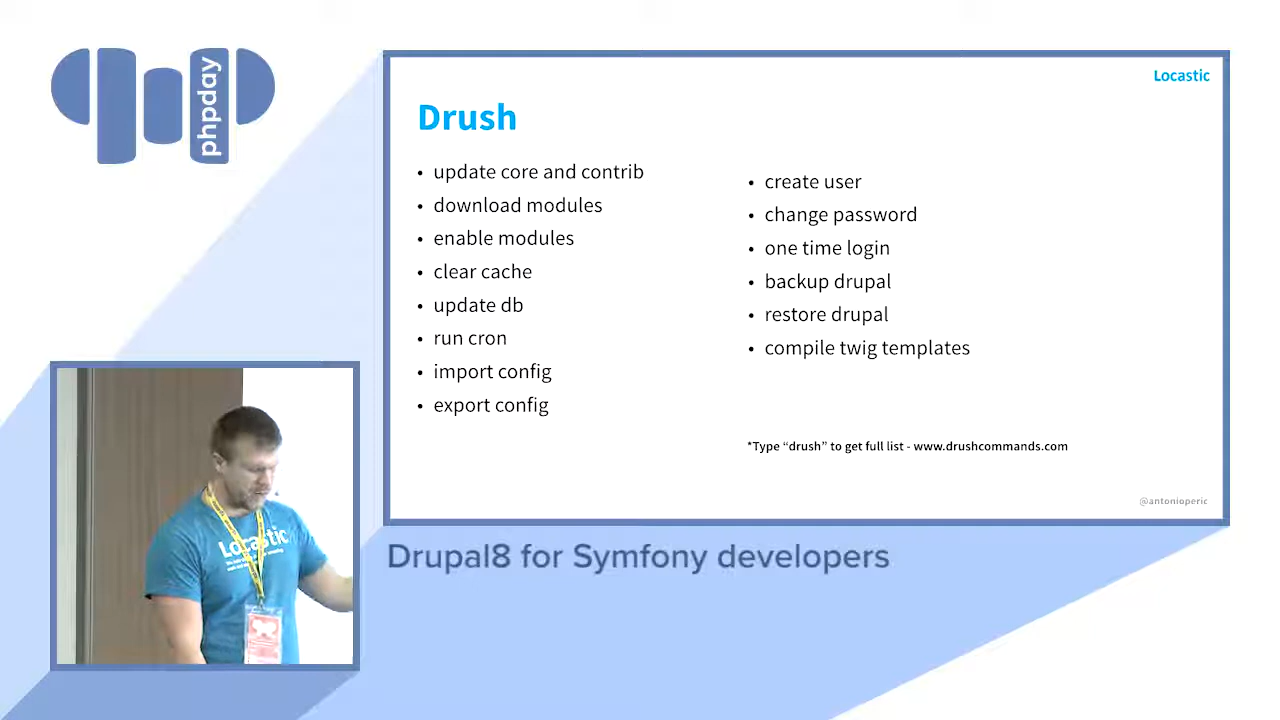 phpday
Locastic
Drush
• update core and contrib
• download modules
• enable modules
• clear cache
• update db
• run cron
• import config
• export config
• create user
• change password
• one time login
• backup drupal
• restore drupal
• compile twig templates
*Type “drush” to get full list - www.drushcommands.com
@antonioperic
Drupal8 for Symfony developers
Locastic